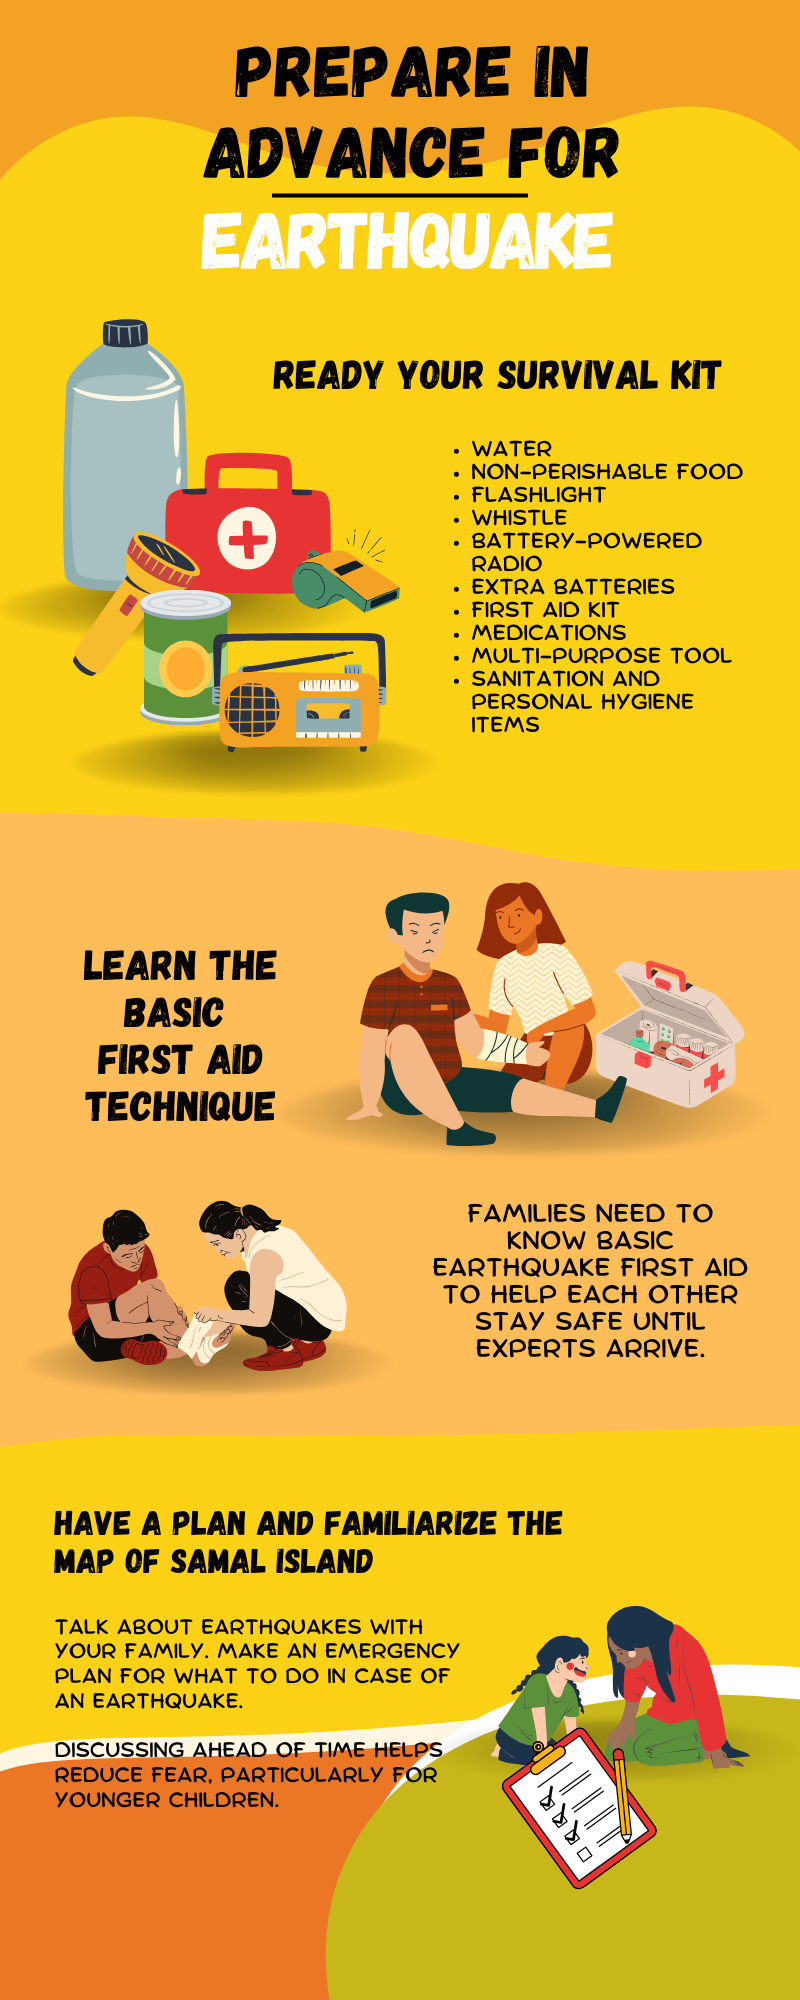 PREPARE IN
ADVANCE FOR
EARTHQUAKE
READY YOUR SURVIVAL KIT
• WATER
• NON-PERISHABLE FOOD
• FLASHLIGHT
• WHISTLE
• BATTERY-POWERED
RADIO
• EXTRA BATTERIES
• FIRST AID KIT
• MEDICATIONS
• MULTI-PURPOSE TOOL
• SANITATION AND
PERSONAL HYGIENE
ITEMS
LEARN THE
BASIC
FIRST AID
TECHNIQUE
FAMILIES NEED TO
KNOW BASIC
EARTHQUAKE FIRST AID
TO HELP EACH OTHER
STAY SAFE UNTIL
EXPERTS ARRIVE.
HAVE A PLAN AND FAMILIARIZE THE
MAP OF SAMAL ISLAND
TALK ABOUT EARTHQUAKES WITH
YOUR FAMILY. MAKE AN EMERGENCY
PLAN FOR WHAT TO DO IN CASE OF
AN EARTHQUAKE.
DISCUSSING AHEAD OF TIME HELPS
REDUCE FEAR, PARTICULARLY FOR
YOUNGER CHILDREN.